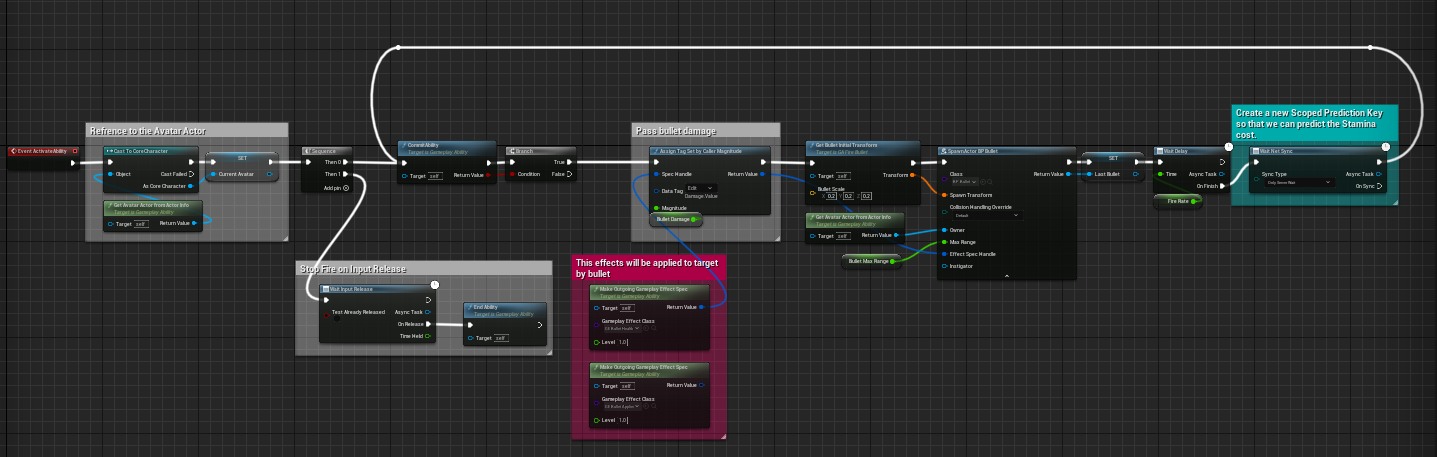 Create a new Scoped Prediction Key
so that we can predict the Stamina
cost.
Refrence to the Avatar Actor
Pass bullet damage
Event ActivateAbility
Cast To CoreCharacter
Object
Cast Failed
As Core Character
Get Avatar Actor from Actor Info
Target is Gameplay Ability
Target self
Return Value
SET
Current Avatar
Sequence
Then 0
Then 1
Add pin
CommitAbility
Target is Gameplay Ability
Target self
Return Value
Branch
Condition
True
False
Assign Tag Set by Caller Magnitude
Spec Handle
Return Value
Data Tag
Edit
Damage.Value
Magnitude
Bullet Damage
Get Bullet Initial Transform
Target is GA Fire Bullet
Target self
Transform
Bullet Scale
X 0.2 Y 0.2 Z 0.2
Get Avatar Actor from Actor Info
Target is Gameplay Ability
Target self
Return Value
Bullet Max Range
SpawnActor BP Bullet
Class
BP Bullet
Return Value
Spawn Transform
Collision Handling Override
Default
Owner
Max Range
Effect Spec Handle
Instigator
SET
Last Bullet
Wait Delay
Time
Async Task
On Finish
Fire Rate
Wait Net Sync
Sync Type
Only Server Wait
Async Task
On Sync
Stop Fire on Input Release
Wait Input Release
Test Already Released
Async Task
On Release
Time Held
End Ability
Target is Gameplay Ability
Target self
This effects will be applied to target
by bullet
Make Outgoing Gameplay Effect Spec
Target is Gameplay Ability
Target self
Return Value
Gameplay Effect Class
GE Bullet Health
Level 1.0
Make Outgoing Gameplay Effect Spec
Target is Gameplay Ability
Target self
Return Value
Gameplay Effect Class
Level 1.0